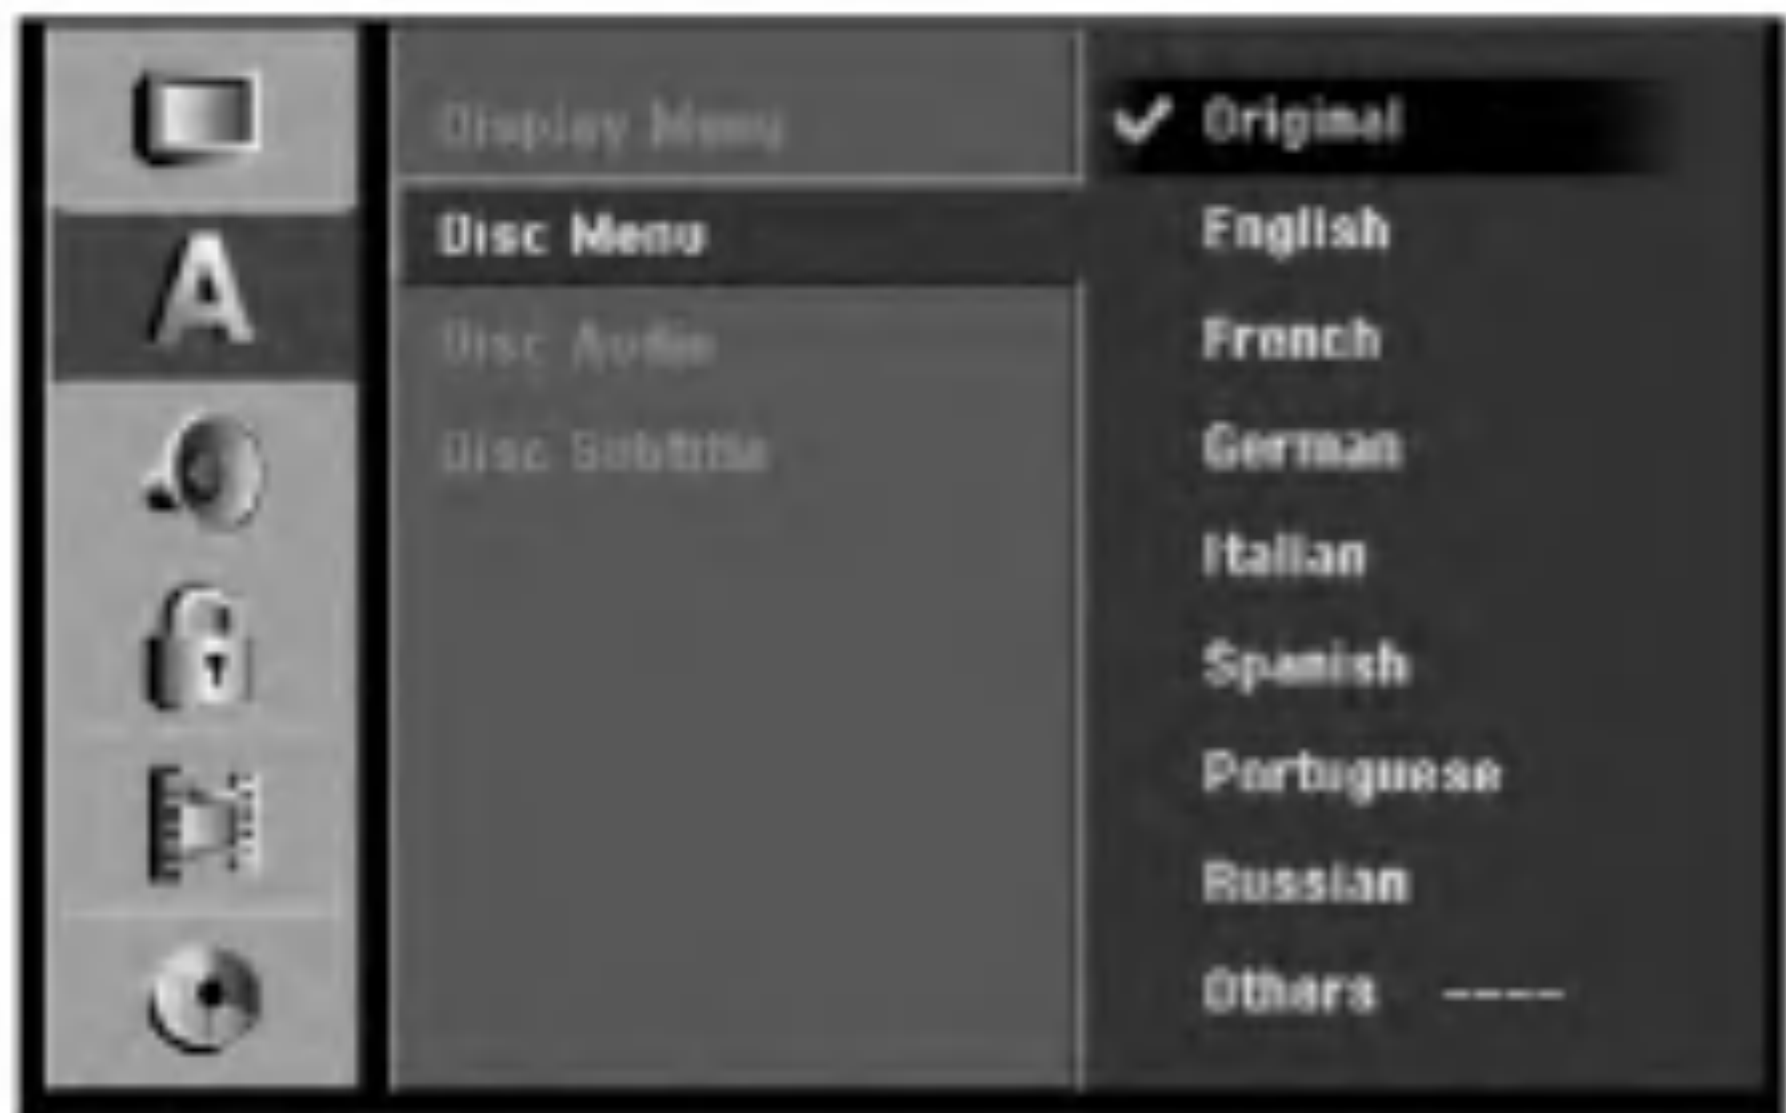 A
Display Menu
Disc Menu
Disc Audio
Disc Subtitle
Original
English
French
German
Italian
Spanish
Portuguese
Russian
Others ----